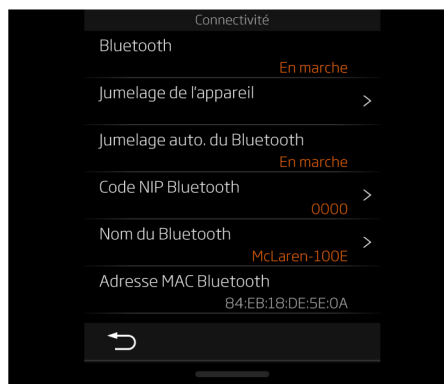 Connectivité
Bluetooth
En marche
Jumelage de l'appareil
Jumelage auto. du Bluetooth
En marche
Code NIP Bluetooth
0000
Nom du Bluetooth
McLaren-100E
Adresse MAC Bluetooth
84:EB:18:DE:5E:0A